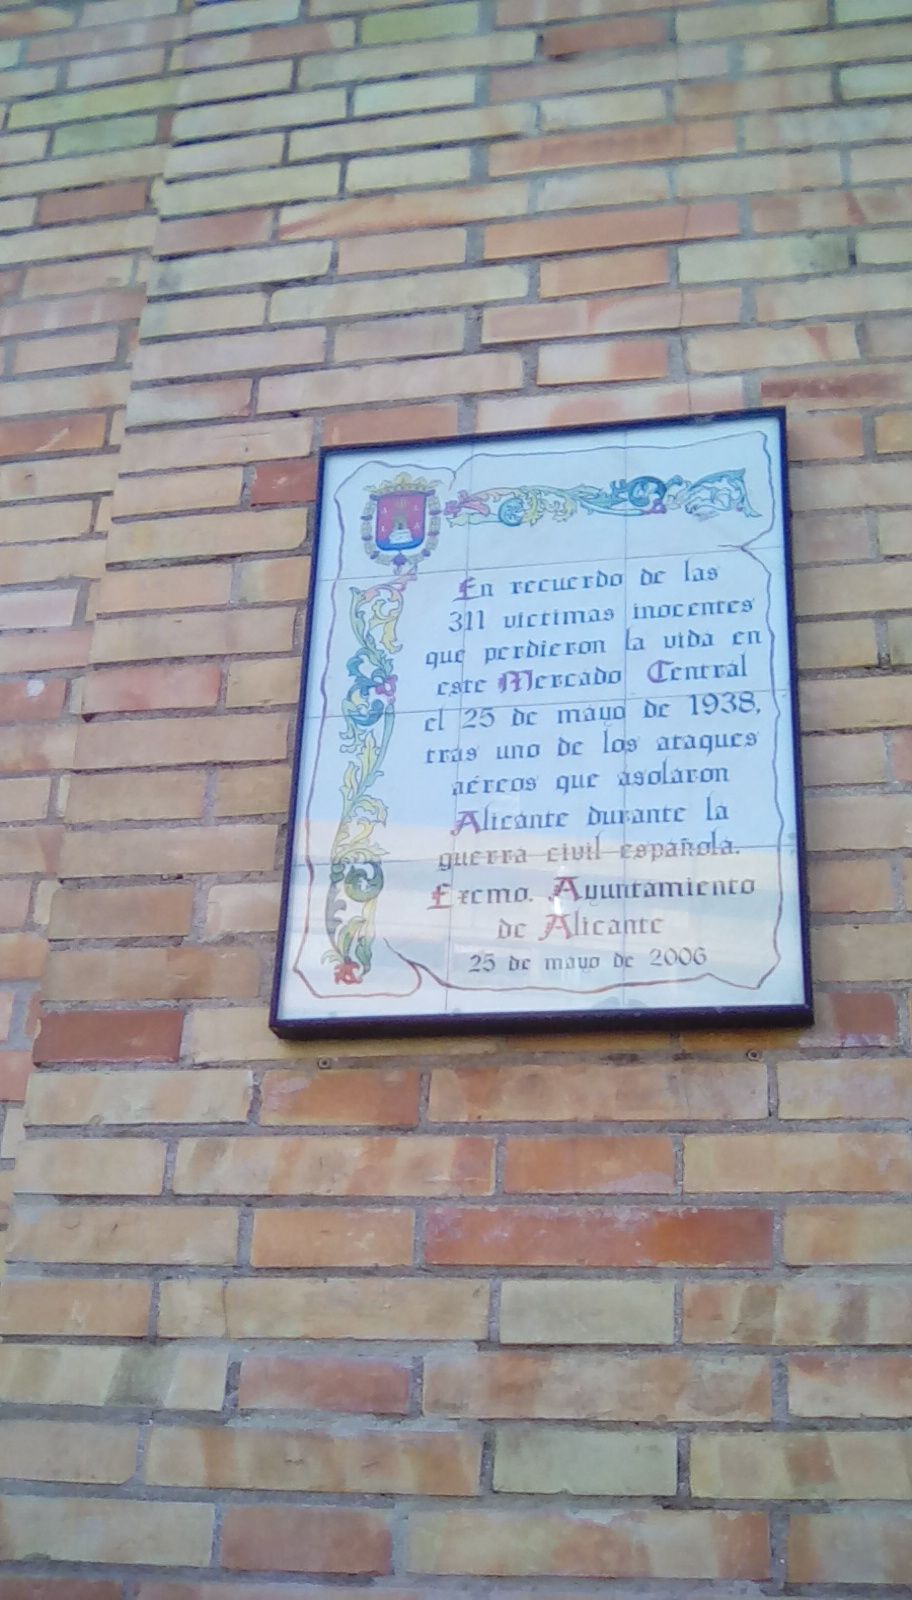 En recuerdo de las
311 victimas inocentes
que perdieron la vida en
este Mercado Central
el 25 de mayo de 1938,
tras uno de los ataques
aéreos que asolaron
Alicante durante la
guerra civil española.
Excmo. Ayuntamiento
de Alicante
25 de mayo de 2006